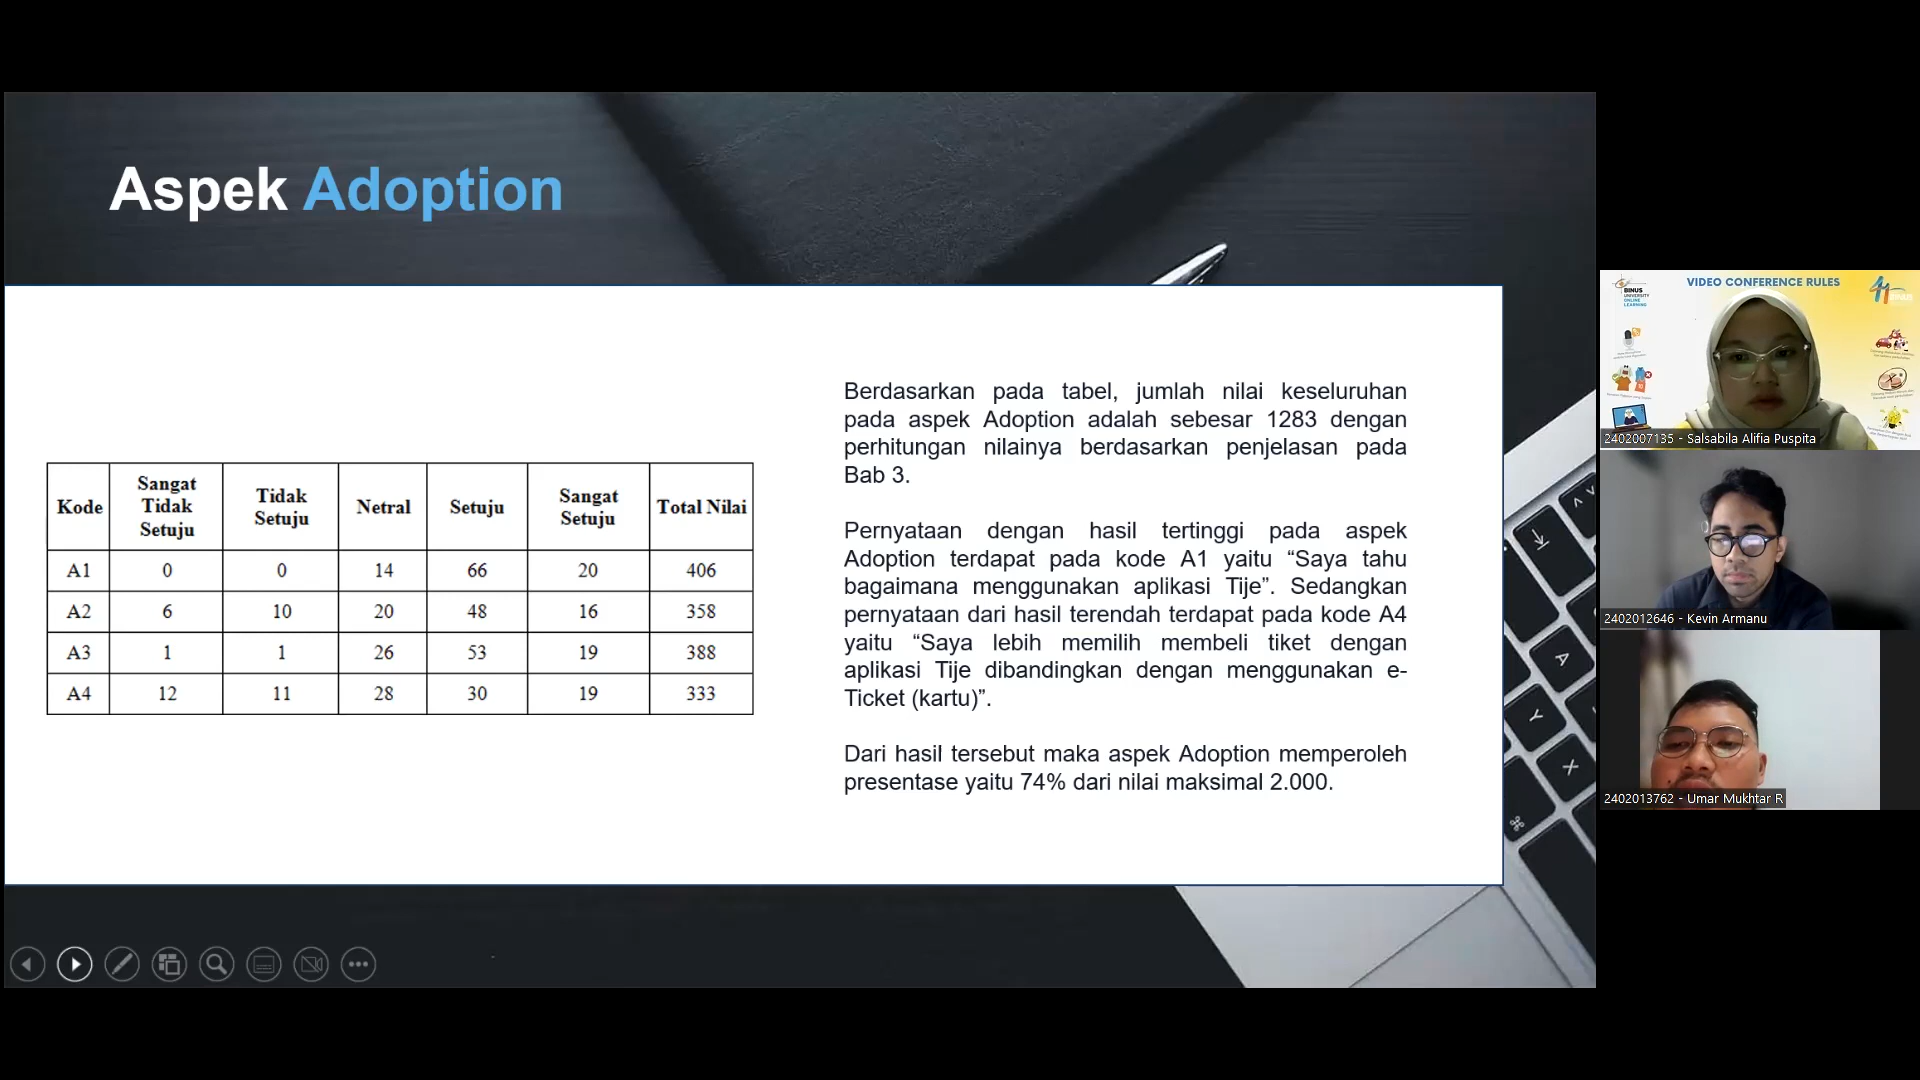 Aspek Adoption
Kode Sangat Tidak Setuju Tidak Setuju Netral Setuju Sangat Setuju Total Nilai
A1 0 0 14 66 20 406
A2 6 10 20 48 16 358
A3 1 1 26 53 19 388
A4 12 11 28 30 19 333
Berdasarkan pada tabel, jumlah nilai keseluruhan
pada aspek Adoption adalah sebesar 1283 dengan
perhitungan nilainya berdasarkan penjelasan pada
Bab 3.
Pernyataan dengan hasil tertinggi pada aspek
Adoption terdapat pada kode A1 yaitu “Saya tahu
bagaimana menggunakan aplikasi Tije”. Sedangkan
pernyataan dari hasil terendah terdapat pada kode A4
yaitu “Saya lebih memilih membeli tiket dengan
aplikasi Tije dibandingkan dengan menggunakan e-
Ticket (kartu)”.
Dari hasil tersebut maka aspek Adoption memperoleh
presentase yaitu 74% dari nilai maksimal 2.000.
BINUS
UNIVERSITY
ONLINE
LEARNING
VIDEO CONFERENCE RULES
2402007135 - Salsabila Alifia Puspita
2402012646 - Kevin Armanu
2402013762 - Umar Mukhtar R
A
Y
X